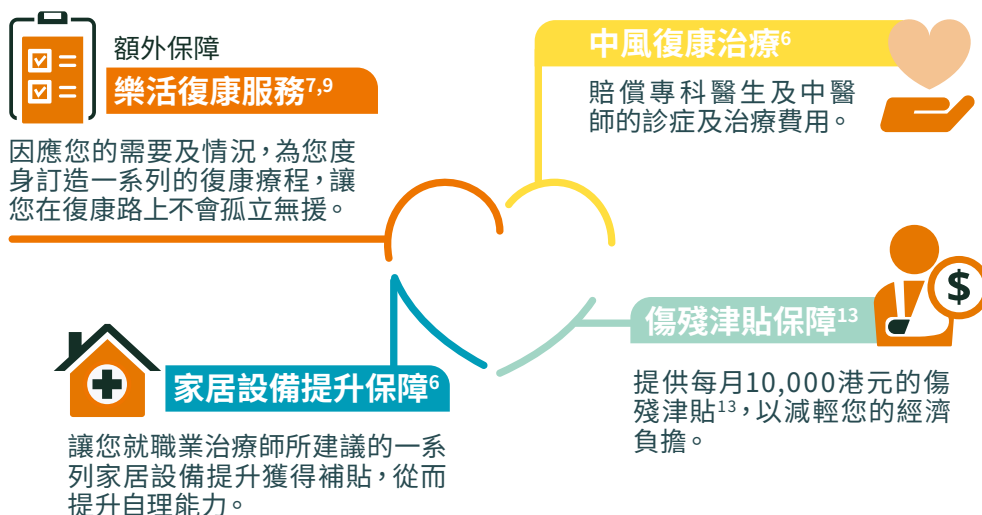 額外保障
樂活復康服務7,9
因應您的需要及情況，為您度
身訂造一系列的復康療程，讓
您在復康路上不會孤立無援。
中風復康治療6
賠償專科醫生及中醫
師的診症及治療費用。
家居設備提升保障6
讓您就職業治療師所建議的一系
列家居設備提升獲得補貼，從而
提升自理能力。
傷殘津貼保障13
$
提供每月10,000港元的傷
殘津貼13，以減輕您的經濟
負擔。